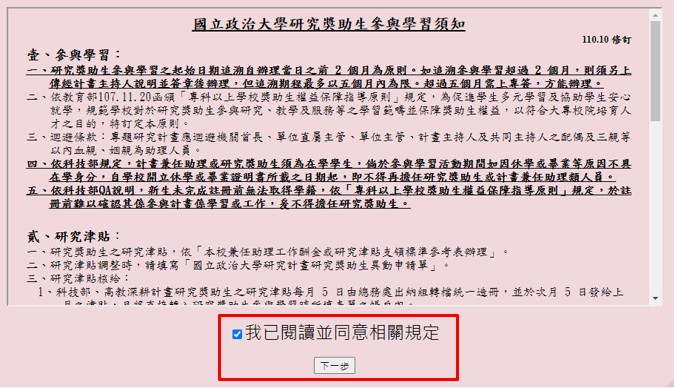 國立政治大學研究獎助生參與學習須知
110.10 修訂
壹、參與學習：
一、研究獎助生參與學習之起始日期追溯自辦理當日之前 2 個月為原則。如追溯參與學習超過 2 個月，則須另上
傳經計畫主持人說明並簽章後辦理，但追溯期程最多以五個月內為限。超過五個月當上專簽，方能辦理。
二、依教育部107.11.20函頒「專科以上學校獎助生權益保障指導原則」規定，為促進學生多元學習及協助學生安心
就學，規範學校對於研究獎助生參與研究、教學及服務等之學習範疇並保障獎助生權益，以符合大專校院培育人
才之目的，特訂定本原則。
三、迴避條款：專題研究計畫應迴避機關首長、單位直屬主管、單位主管、計畫主持人及共同主持人之配偶及三親等
以內血親、姻親為助理人員。
四、依科技部規定，計畫兼任助理或研究獎助生須為在學學生，倘於參與學習活動期間如因休學或畢業等原因不具
在學身分，自學校開立休學或畢業證明書所載之日期起，即不得再擔任研究獎助生或計畫兼任助理類人員。
五、依科技部QA說明，新生未完成註冊前無法取得學籍，依「專科以上學校獎助生權益保障指導原則」規定，於註
冊前難以確認其係參與計畫係學習或工作，爰不得擔任研究獎助生。
貳、研究津貼：
一、研究獎助生之研究津貼，依「本校兼任助理工作酬金或研究津貼支領標準參考表辦理」。
二、研究津貼調整時，請填寫「國立政治大學研究計畫研究獎助生異動申請單」。
三、研究津貼核給：
1、科技部、高教深耕計畫研究獎助生之研究津貼每月 5 日由總務處出納組轉檔統一造冊，並於次月 5 日發給上
我已閱讀並同意相關規定
下一步